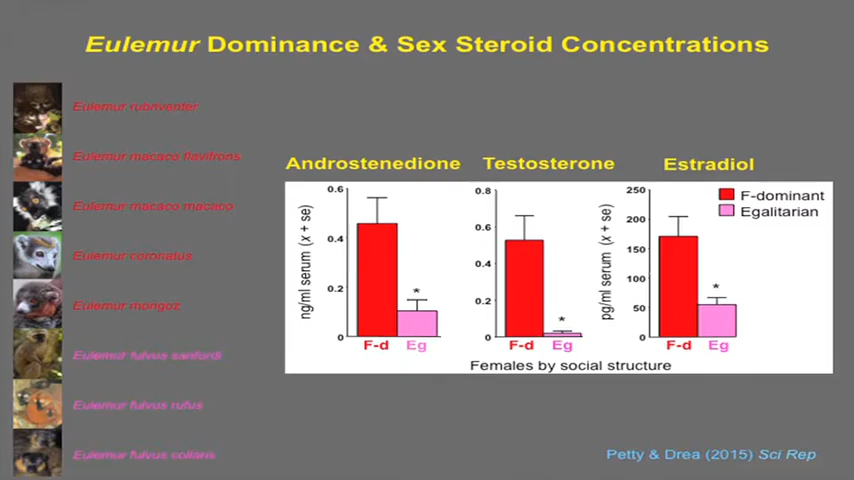 Eulemur Dominance & Sex Steroid Concentrations
Eulemur rubriventer
Eulemur macaco flavifrons
Eulemur macaco macaco
Eulemur coronatus
Eulemur mongoz
Eulemur fulvus sanfordi
Eulemur fulvus rufus
Eulemur fulvus collaris
Androstenedione
ng/ml serum (x + se)
0.6
0.4
0.2
0
*
F-d Eg
Testosterone
0.8
0.6
0.4
0.2
0
*
F-d Eg
Estradiol
pg/ml serum (x + se)
250
200
150
100
50
0
*
F-d Eg
F-dominant
Egalitarian
Females by social structure
Petty & Drea (2015) Sci Rep